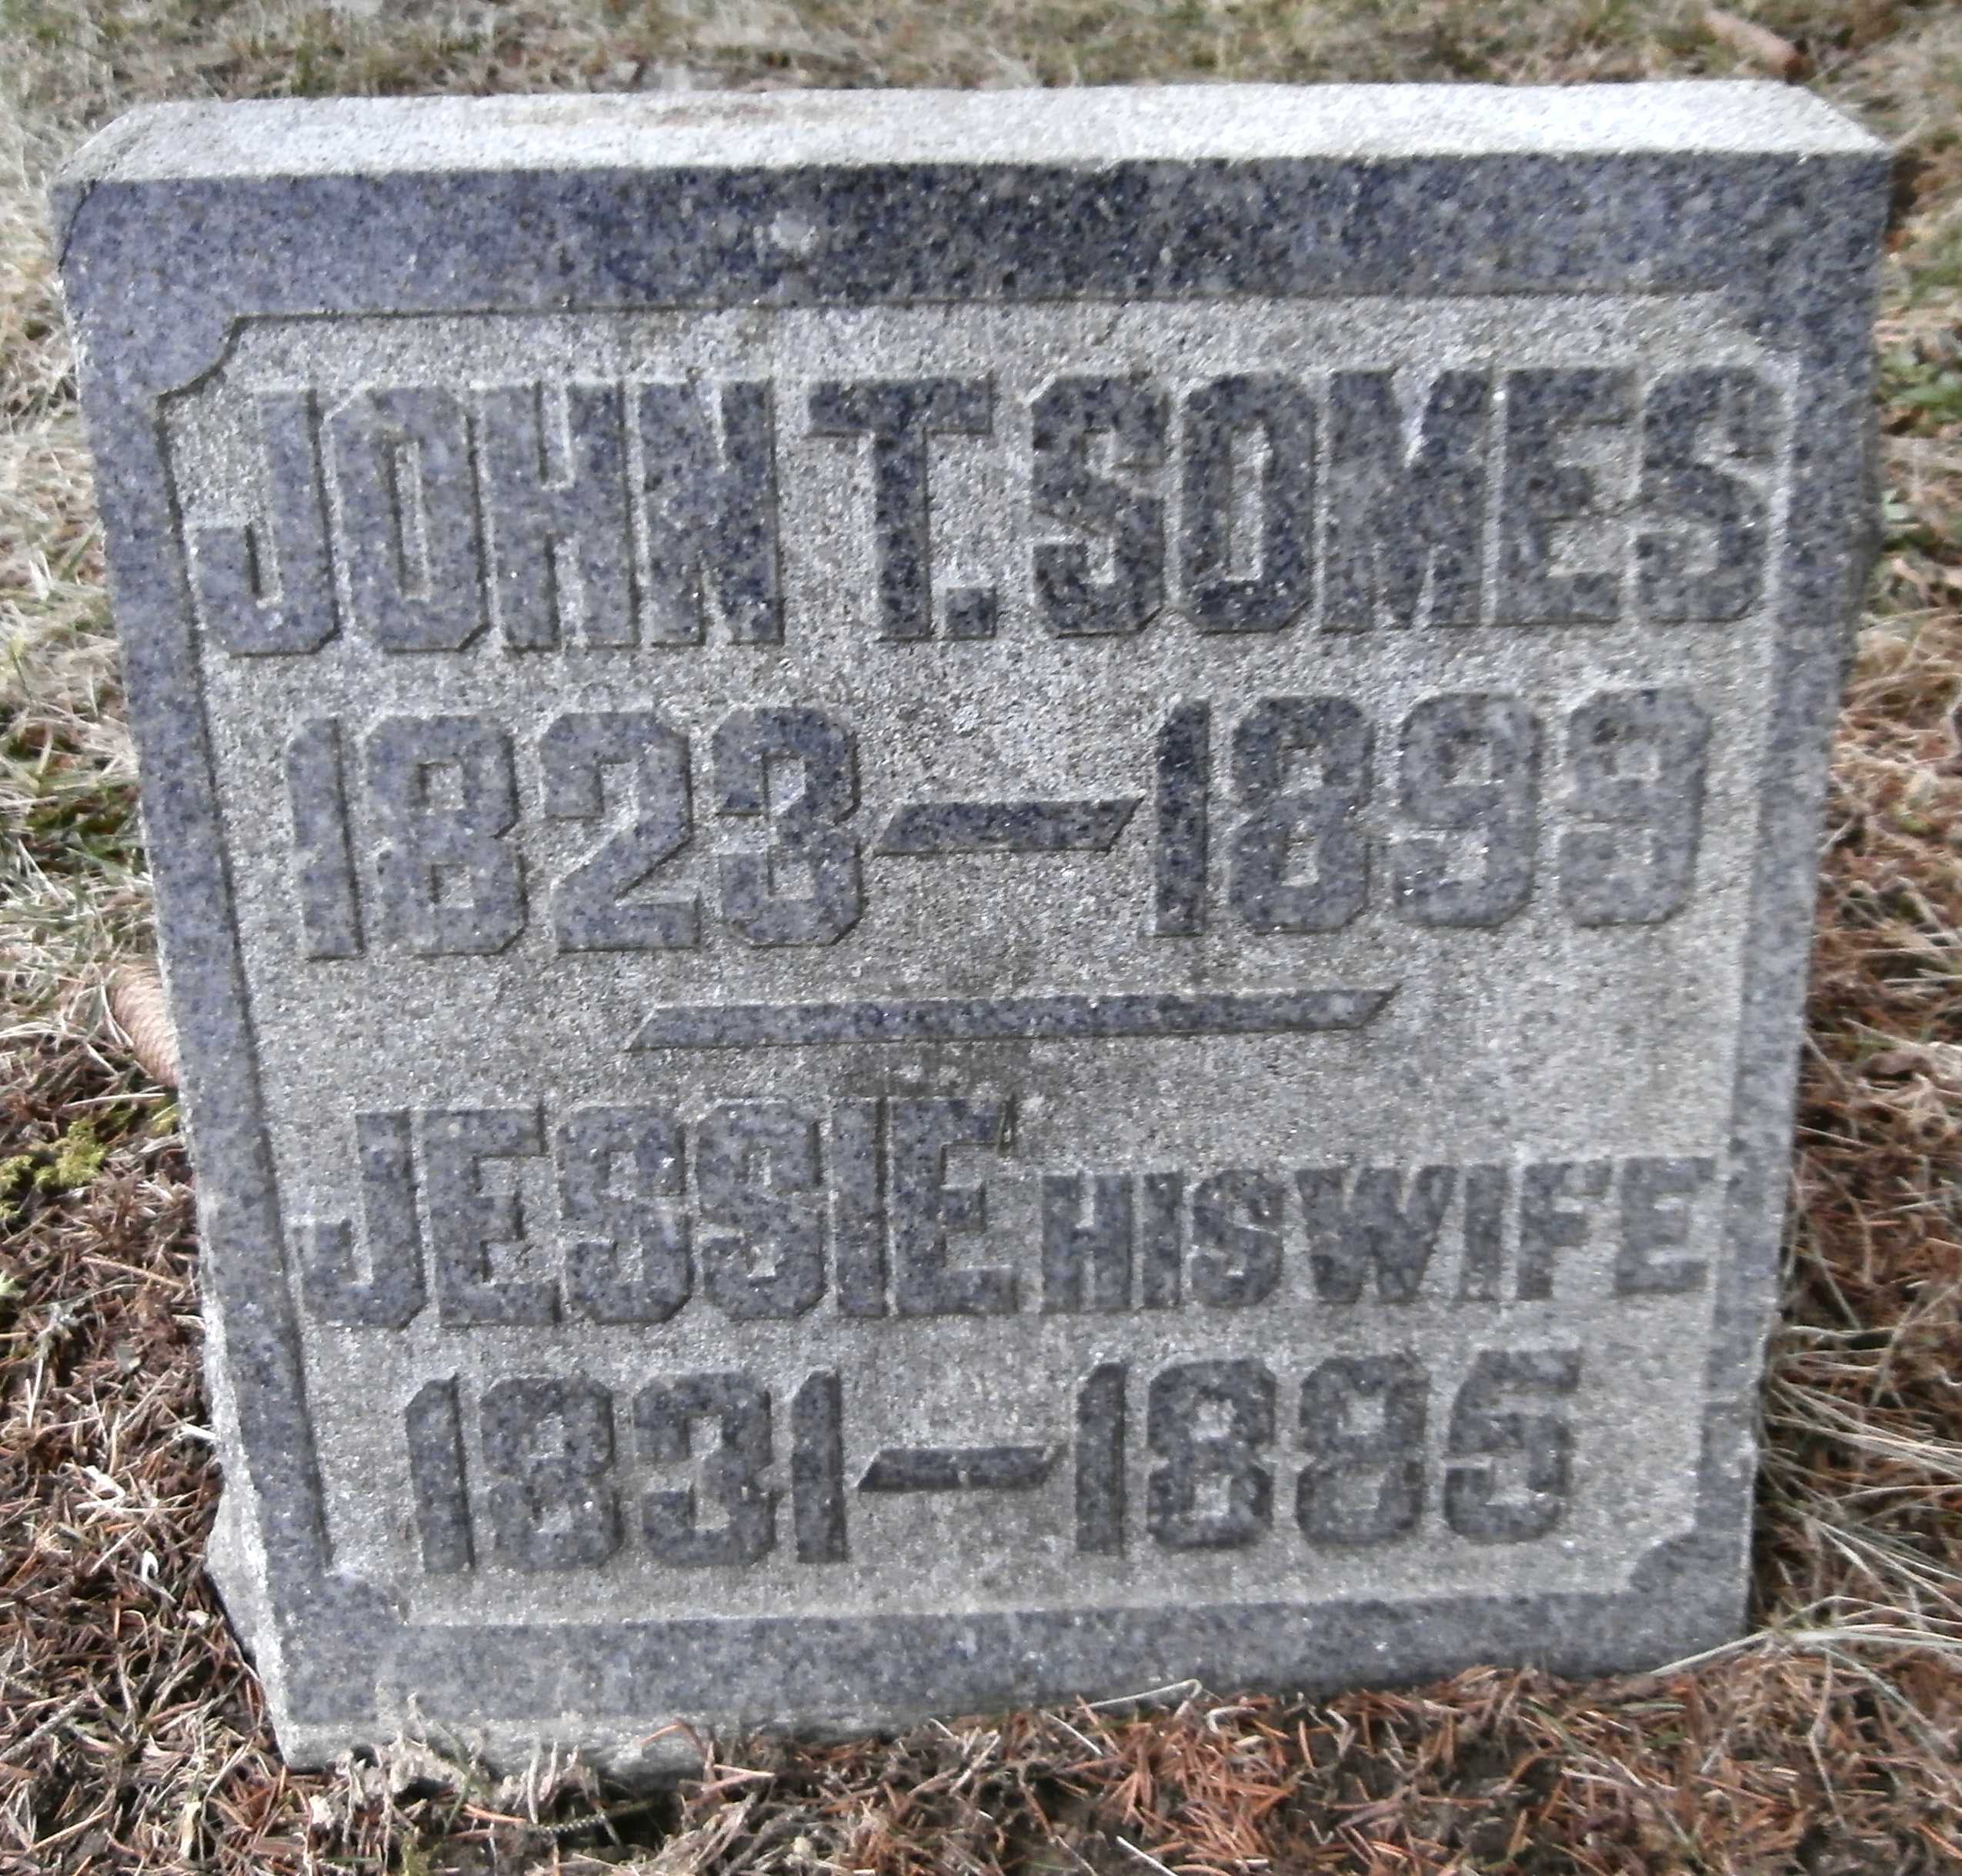 JOHN T. SOMES
1823–1899
JESSIE HIS WIFE
1831–1885